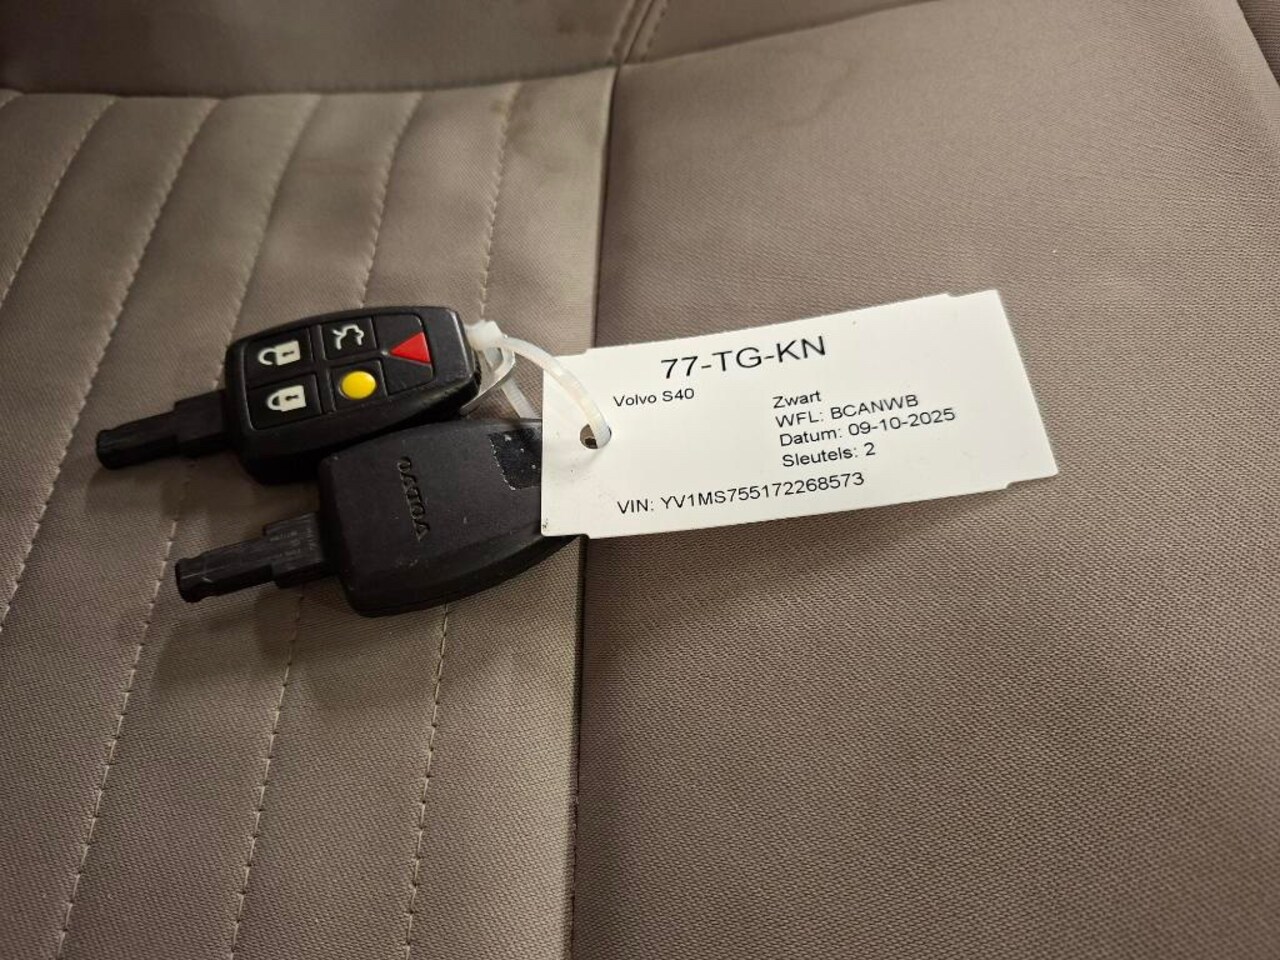 77-TG-KN
Volvo S40
Zwart
WFL: BCANWB
Datum: 09-10-2025
Sleutels: 2
VIN: YV1MS755172268573
VOLVO